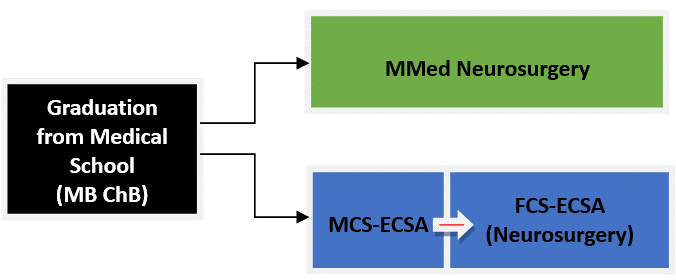 Graduation
from Medical
School
(MB ChB)
MMed Neurosurgery
MCS-ECSA
FCS-ECSA
(Neurosurgery)